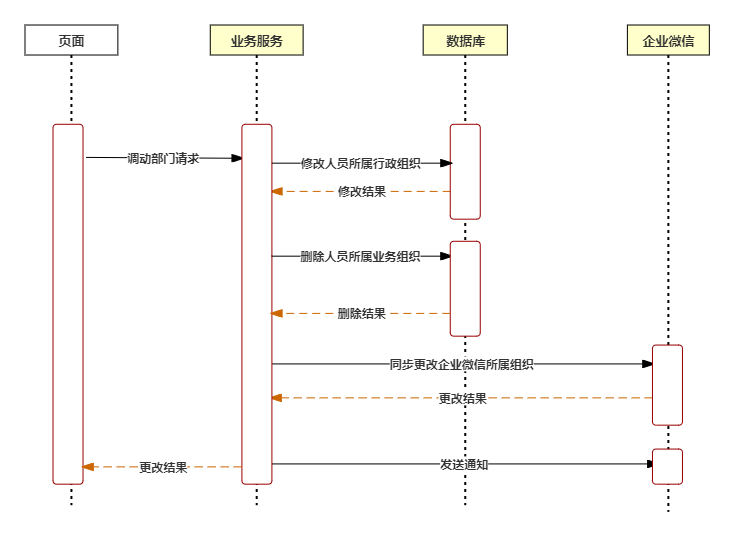 页面
业务服务
数据库
企业微信
调动部门请求
修改人员所属行政组织
修改结果
删除人员所属业务组织
删除结果
同步更改企业微信所属组织
更改结果
发送通知
更改结果